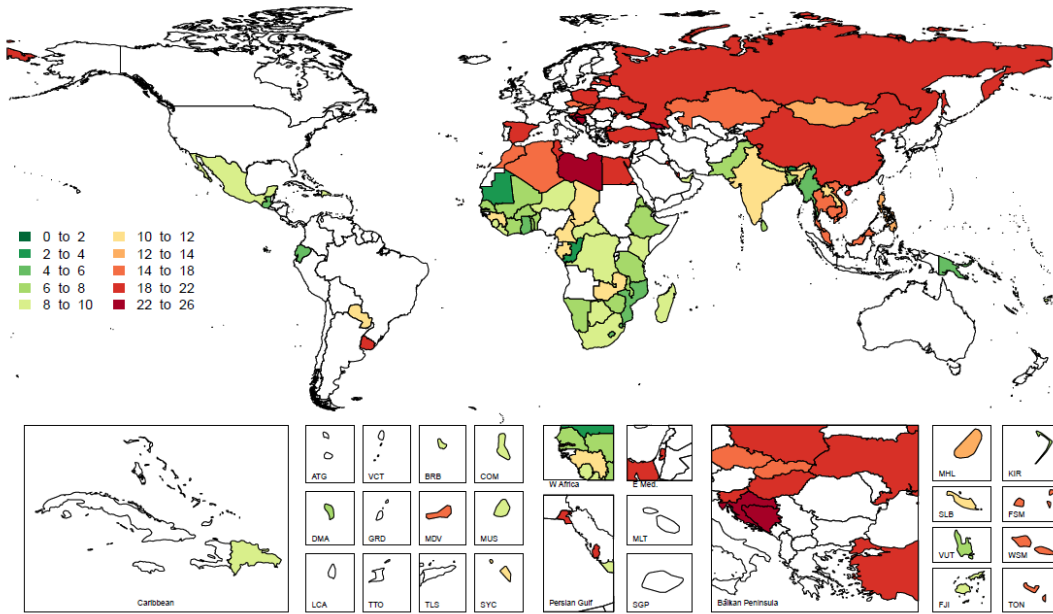 0 to 2
2 to 4
4 to 6
6 to 8
8 to 10
10 to 12
12 to 14
14 to 18
18 to 22
22 to 26
Caribbean
ATG
VCT
BRB
COM
DMA
GRD
MDV
MUS
LCA
TTO
TLS
SYC
W Africa
E Med.
Persian Gulf
MLT
SGP
Balkan Peninsula
MHL
KIR
SLB
FSM
VUT
WSM
FJI
TON